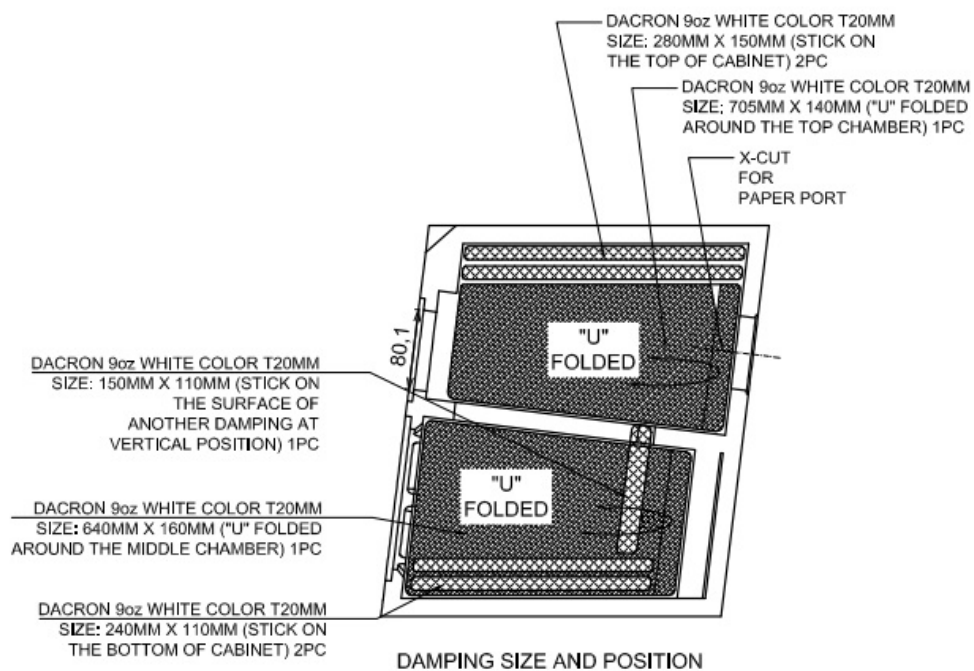 DACRON 9oz WHITE COLOR T20MM
SIZE: 280MM X 150MM (STICK ON
THE TOP OF CABINET) 2PC
DACRON 9oz WHITE COLOR T20MM
SIZE; 705MM X 140MM ("U" FOLDED
AROUND THE TOP CHAMBER) 1PC
X-CUT
FOR
PAPER PORT
80,1
"U"
FOLDED
DACRON 9oz WHITE COLOR T20MM
SIZE: 150MM X 110MM (STICK ON
THE SURFACE OF
ANOTHER DAMPING AT
VERTICAL POSITION) 1PC
"U"
FOLDED
DACRON 9oz WHITE COLOR T20MM
SIZE: 640MM X 160MM ("U" FOLDED
AROUND THE MIDDLE CHAMBER) 1PC
DACRON 9oz WHITE COLOR T20MM
SIZE: 240MM X 110MM (STICK ON
THE BOTTOM OF CABINET) 2PC
DAMPING SIZE AND POSITION